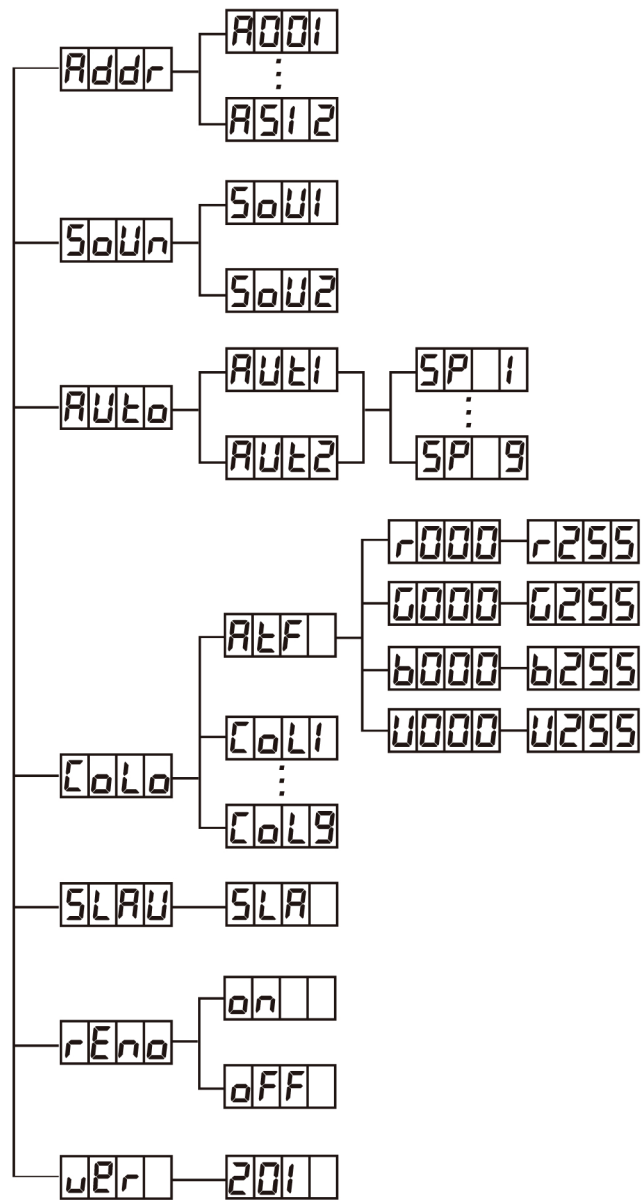 Addr
A001
A512
SoUn
SoU1
SoU2
AUto
AUt1
AUt2
SP 1
SP 9
CoLo
AtF
r000
r255
G000
G255
b000
b255
U000
U255
CoL1
CoL9
SLAU
SLA
rEno
on
oFF
ver
201